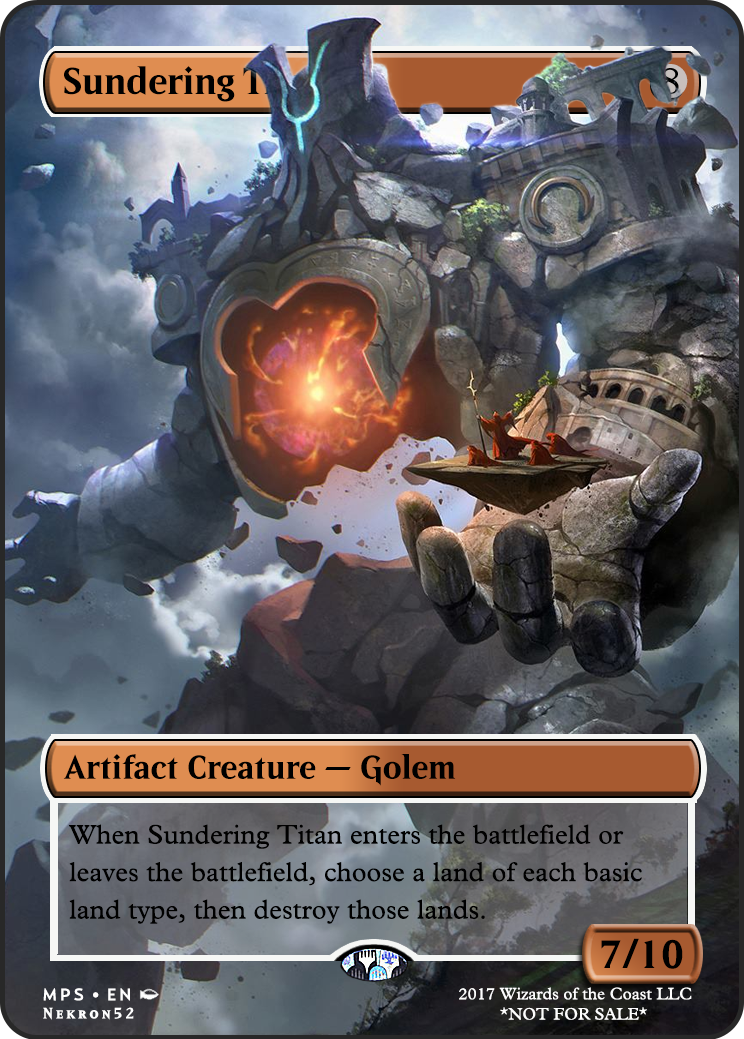 Sundering T
8
Artifact Creature — Golem
When Sundering Titan enters the battlefield or
leaves the battlefield, choose a land of each basic
land type, then destroy those lands.
7/10
MPS • EN
Nekron52
2017 Wizards of the Coast LLC
*NOT FOR SALE*